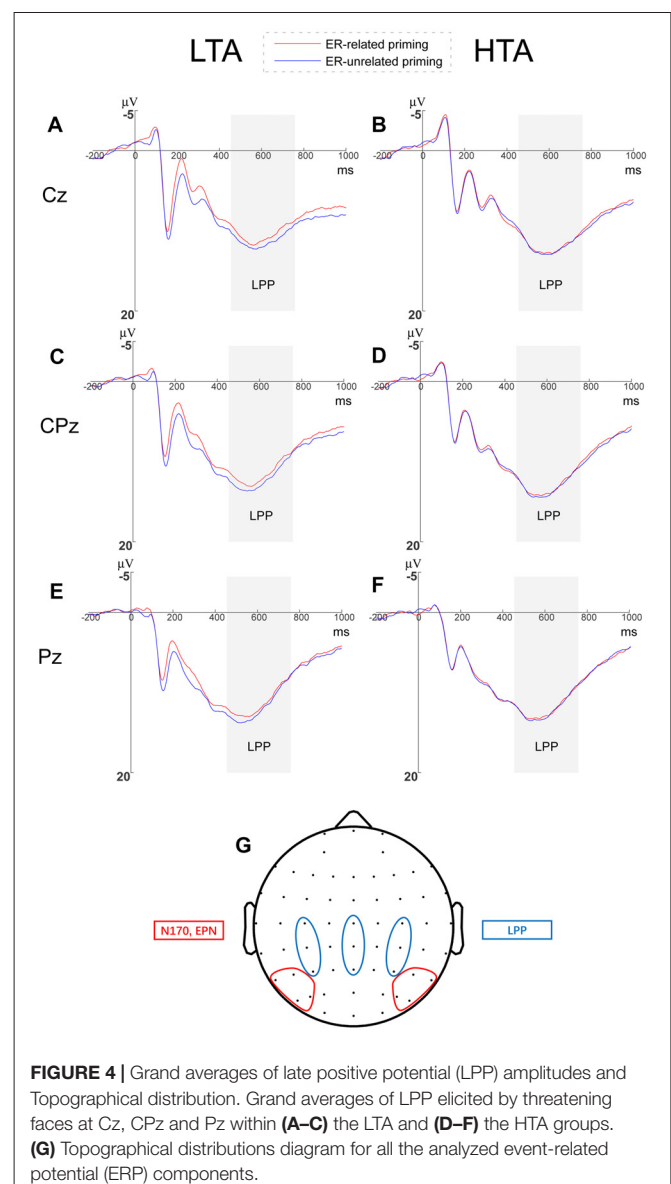 LTA
ER-related priming
ER-unrelated priming
HTA
A
µV
-5
-200 0 200 400 600 800 1000
ms
LPP
20
B
µV
-5
-200 0 200 400 600 800 1000
ms
LPP
20
Cz
C
µV
-5
-200 0 200 400 600 800 1000
ms
LPP
20
D
µV
-5
-200 0 200 400 600 800 1000
ms
LPP
20
CPz
E
µV
-5
-200 0 200 400 600 800 1000
ms
LPP
20
F
µV
-5
-200 0 200 400 600 800 1000
ms
LPP
20
Pz
G
N170, EPN
LPP
FIGURE 4 | Grand averages of late positive potential (LPP) amplitudes and
Topographical distribution. Grand averages of LPP elicited by threatening
faces at Cz, CPz and Pz within (A–C) the LTA and (D–F) the HTA groups.
(G) Topographical distributions diagram for all the analyzed event-related
potential (ERP) components.